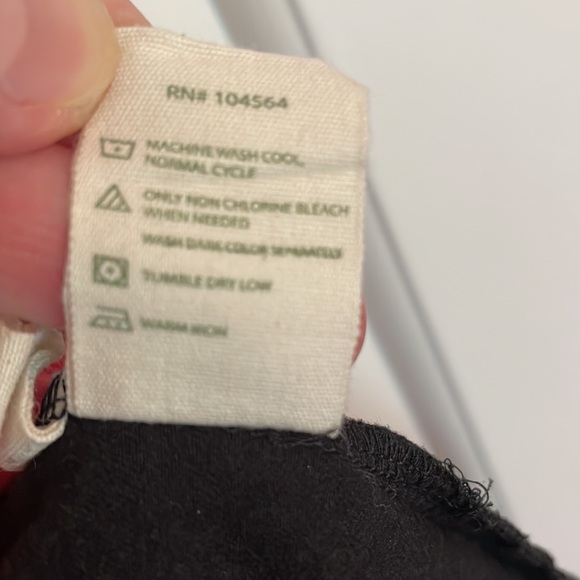 RN# 104564
MACHINE WASH COOL,
NORMAL CYCLE
ONLY NON CHLORINE BLEACH
WHEN NEEDED
WASH DARK COLOR SEPARATELY
TUMBLE DRY LOW
WARM IRON